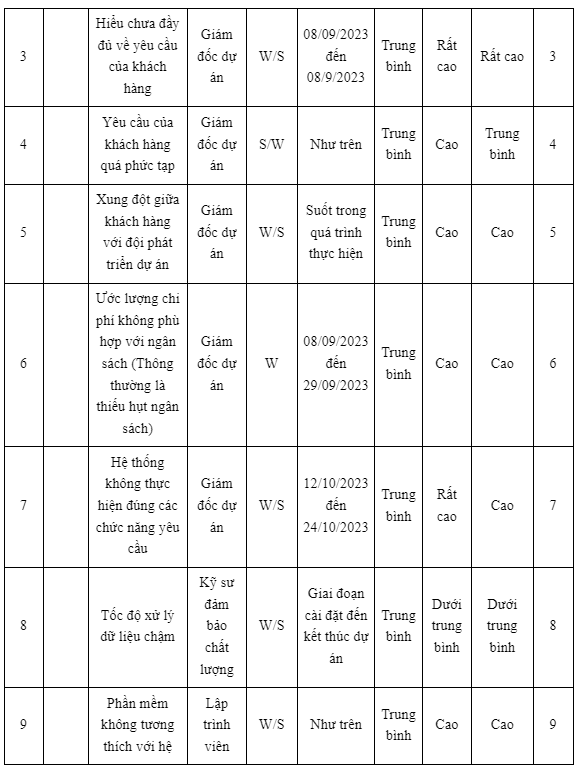 3
Hiểu chưa đầy
đủ về yêu cầu
của khách
hàng
Giám
đốc dự
án
W/S
08/09/2023
đến
08/9/2023
Trung
bình
Rất
cao
Rất cao
3
4
Yêu cầu của
khách hàng
quá phức tạp
Giám
đốc dự
án
S/W
Như trên
Trung
bình
Cao
Trung
bình
4
5
Xung đột giữa
khách hàng
với đội phát
triển dự án
Giám
đốc dự
án
W/S
Suốt trong
quá trình
thực hiện
Trung
bình
Cao
Cao
5
6
Ước lượng chi
phí không phù
hợp với ngân
sách (Thông
thường là
thiếu hụt ngân
sách)
Giám
đốc dự
án
W
08/09/2023
đến
29/09/2023
Trung
bình
Cao
Cao
6
7
Hệ thống
không thực
hiện đúng các
chức năng yêu
cầu
Giám
đốc dự
án
W/S
12/10/2023
đến
24/10/2023
Trung
bình
Rất
cao
Cao
7
8
Tốc độ xử lý
dữ liệu chậm
Kỹ sư
đảm
bảo
chất
lượng
W/S
Giai đoạn
cài đặt đến
kết thúc dự
án
Trung
bình
Dưới
trung
bình
Dưới
trung
bình
8
9
Phần mềm
không tương
thích với hệ
Lập
trình
viên
W/S
Như trên
Trung
bình
Cao
Cao
9